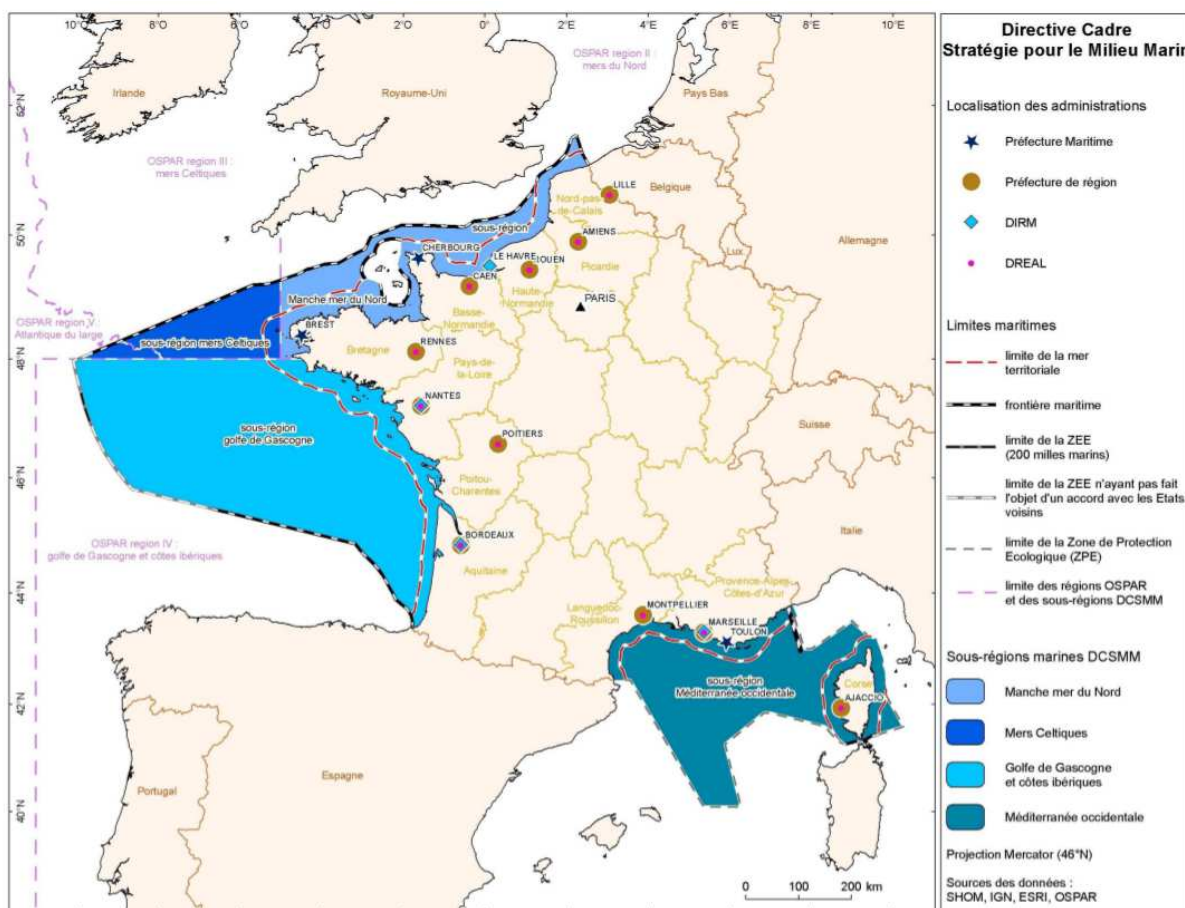 10°O
8°O
6°O
4°O
2°O
0°
2°E
4°E
6°E
8°E
10°E
52°N
50°N
48°N
46°N
44°N
42°N
40°N
OSPAR region II :
mers du Nord
Irlande
Royaume-Uni
Pays Bas
OSPAR region III :
mers Celtiques
LILLE
Belgique
Nord-pas-
de-Calais
sous-région
AMIENS
Lux
Allemagne
CHERBOURG
LE HAVRE
IOUEN
Picardie
CAEN
Haute-
Normandie
PARIS
Manche mer du Nord
Basse-
Normandie
OSPAR region V :
Atlantique du large
sous-région mers Celtiques
BREST
Bretagne
RENNES
Pays-de-
la-Loire
NANTES
Suisse
sous-région
golfe de Gascogne
POITIERS
Poitou-
Charentes
Italie
OSPAR region IV :
golfe de Gascogne et côtes ibériques
BORDEAUX
Aquitaine
Provence-Alpes-
Côtes-d'Azur
Languedoc-
Roussillon
MONTPELLIER
MARSEILLE
TOULON
sous-région
Méditerranée occidentale
Corse
AJACCIO
Espagne
Portugal
0 100 200 km
Directive Cadre
Stratégie pour le Milieu Marin
Localisation des administrations
Préfecture Maritime
Préfecture de région
DIRM
DREAL
Limites maritimes
limite de la mer
territoriale
frontière maritime
limite de la ZEE
(200 milles marins)
limite de la ZEE n'ayant pas fait
l'objet d'un accord avec les Etats
voisins
limite de la Zone de Protection
Ecologique (ZPE)
limite des régions OSPAR
et des sous-régions DCSMM
Sous-régions marines DCSMM
Manche mer du Nord
Mers Celtiques
Golfe de Gascogne
et côtes ibériques
Méditerranée occidentale
Projection Mercator (46°N)
Sources des données :
SHOM, IGN, ESRI, OSPAR